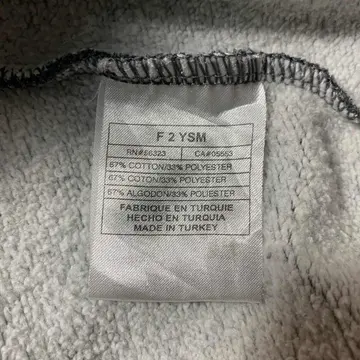 F 2 YSM
RN#56323 CA#05553
67% COTTON/33% POLYESTER
67% COTON/33% POLYESTER
67% ALGODON/33% POLIESTER
FABRIQUE EN TURQUIE
HECHO EN TURQUIA
MADE IN TURKEY